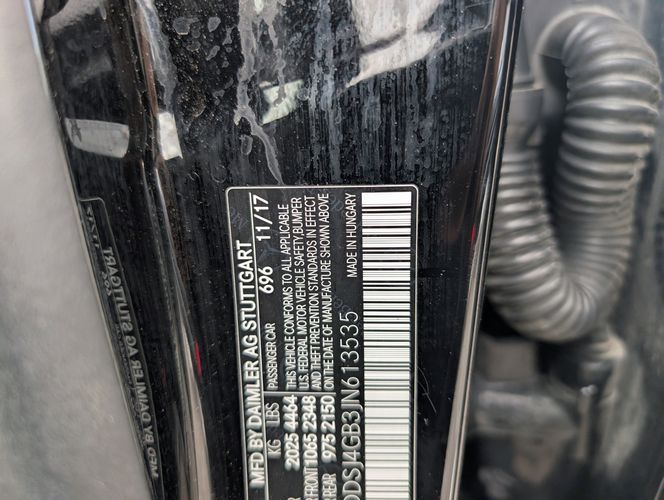 MFD BY DAIMLER AG STUTTGART
696 11/17
PASSENGER CAR
THIS VEHICLE CONFORMS TO ALL APPLICABLE
U.S. FEDERAL MOTOR VEHICLE SAFETY, BUMPER
AND THEFT PREVENTION STANDARDS IN EFFECT
ON THE DATE OF MANUFACTURE SHOWN ABOVE
KG LBS
2025 4464
FRONT 1065 2348
REAR 975 2150
MADE IN HUNGARY
DDSJ4GB3JN613535